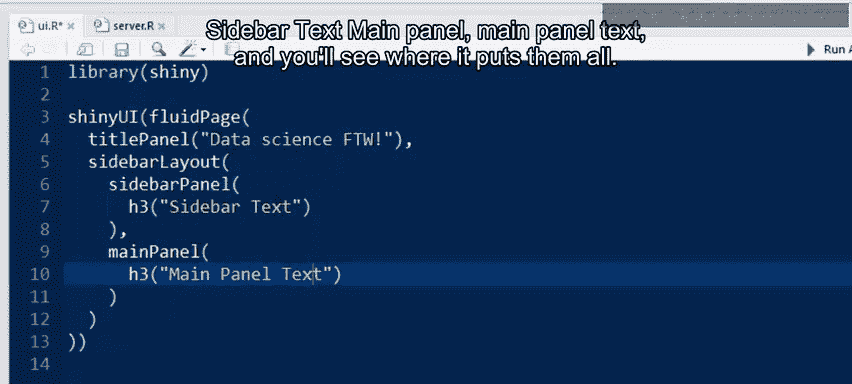 ui.R* × server.R ×
Sidebar Text Main panel, main panel text,
and you'll see where it puts them all.
Run
1 library(shiny)
2
3 shinyUI(fluidPage(
4 titlePanel("Data science FTW!"),
5 sidebarLayout(
6 sidebarPanel(
7 h3("Sidebar Text")
8 ),
9 mainPanel(
10 h3("Main Panel Text")
11 )
12 )
13 ))
14